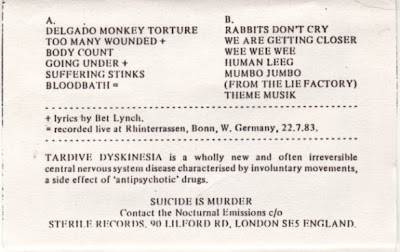 A.
DELGADO MONKEY TORTURE
TOO MANY WOUNDED +
BODY COUNT
GOING UNDER +
SUFFERING STINKS
BLOODBATH =
B.
RABBITS DON'T CRY
WE ARE GETTING CLOSER
WEE WEE WEE
HUMAN LEEG
MUMBO JUMBO
(FROM THE LIE FACTORY)
THEME MUSIK
+ lyrics by Bet Lynch.
= recorded live at Rhinterrassen, Bonn, W. Germany, 22.7.83.
TARDIVE DYSKINESIA is a wholly new and often irreversible
central nervous system disease characterised by involuntary movements,
a side effect of 'antipsychotic' drugs.
SUICIDE IS MURDER
Contact the Nocturnal Emissions c/o
STERILE RECORDS, 90 LILFORD RD, LONDON SE5 ENGLAND.